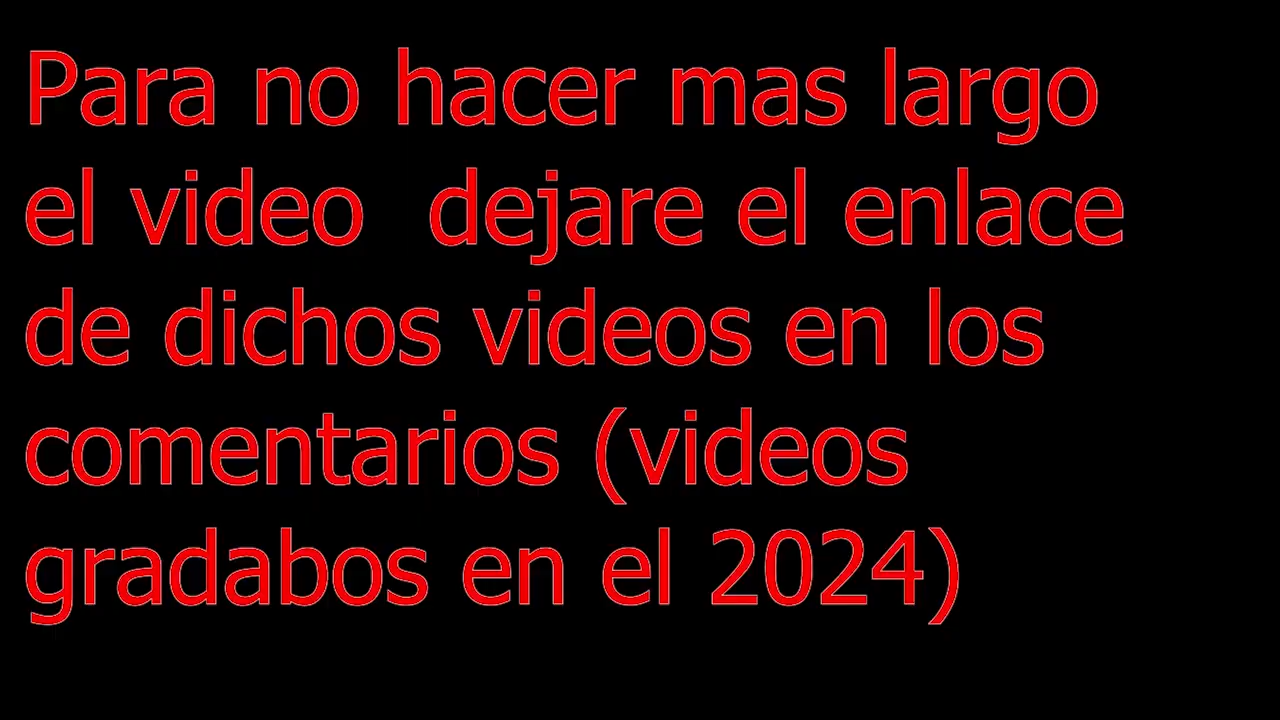 Para no hacer mas largo
el video  dejare el enlace
de dichos videos en los
comentarios (videos
gradabos en el 2024)